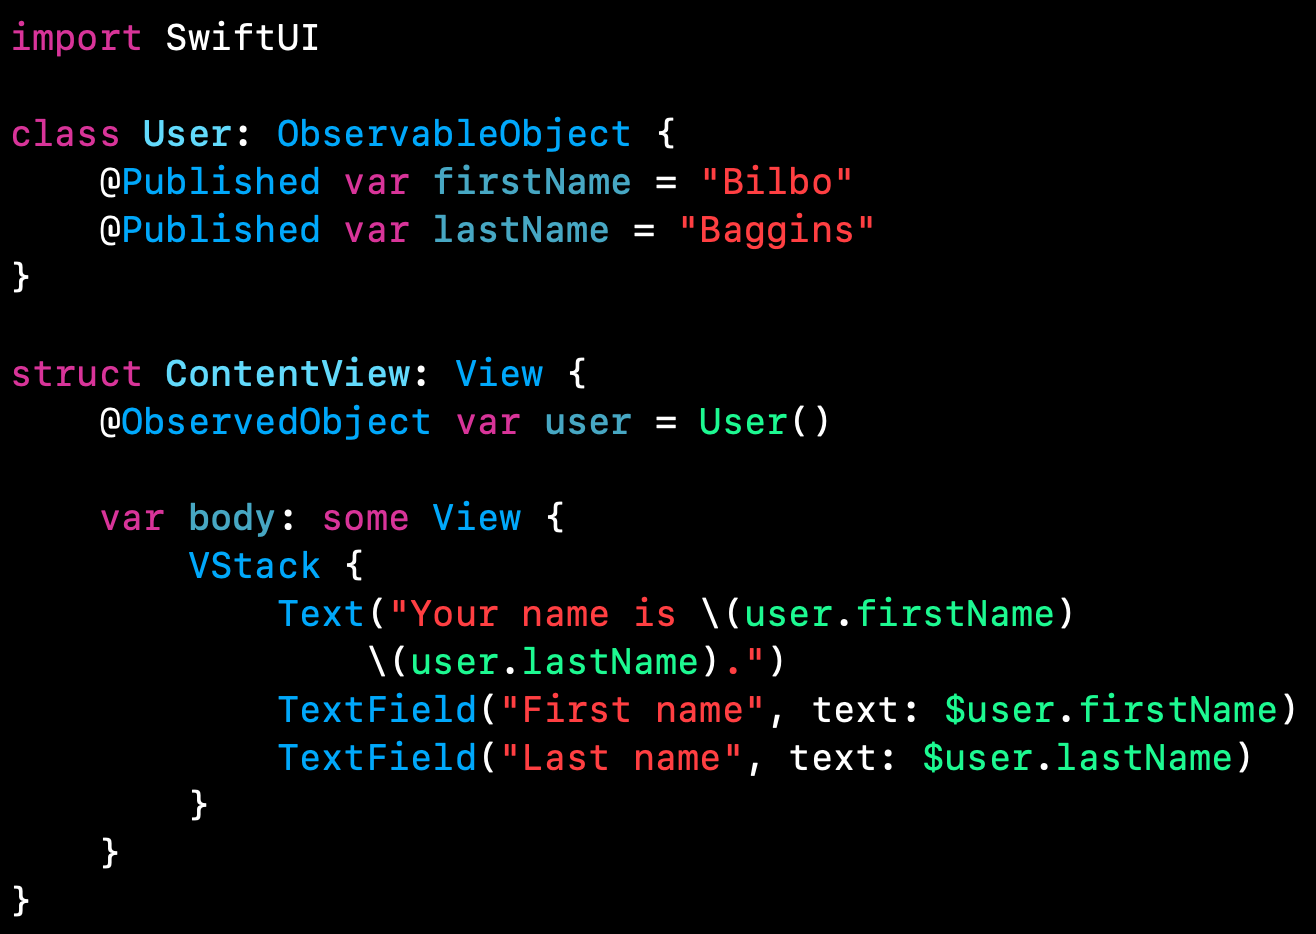 import SwiftUI

class User: ObservableObject {
    @Published var firstName = "Bilbo"
    @Published var lastName = "Baggins"
}

struct ContentView: View {
    @ObservedObject var user = User()

    var body: some View {
        VStack {
            Text("Your name is \(user.firstName)
                \(user.lastName).")
            TextField("First name", text: $user.firstName)
            TextField("Last name", text: $user.lastName)
        }
    }
}